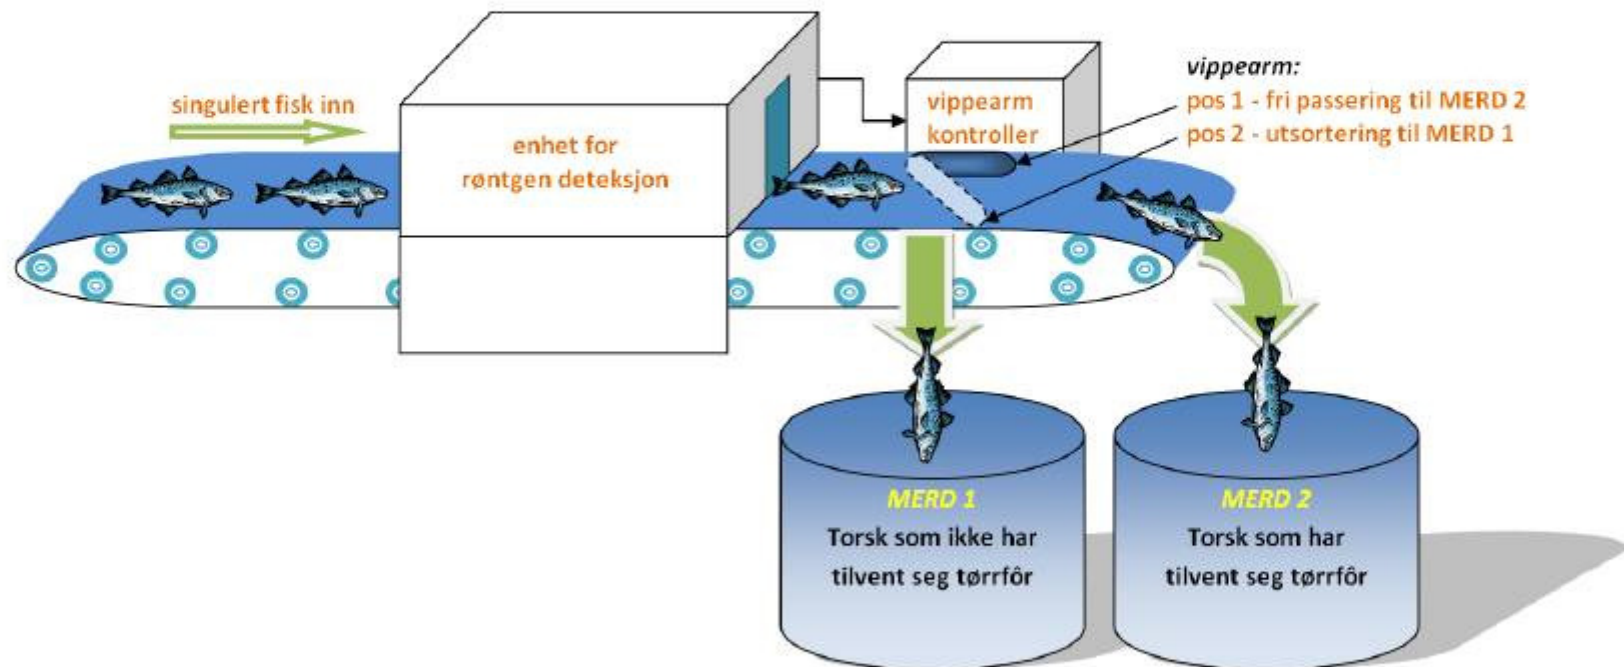 singulert fisk inn
enhet for
røntgen deteksjon
vippearm
kontroller
vippearm:
pos 1 - fri passering til MERD 2
pos 2 - utsortering til MERD 1
MERD 1
Torsk som ikke har
tilvent seg tørrfôr
MERD 2
Torsk som har
tilvent seg tørrfôr